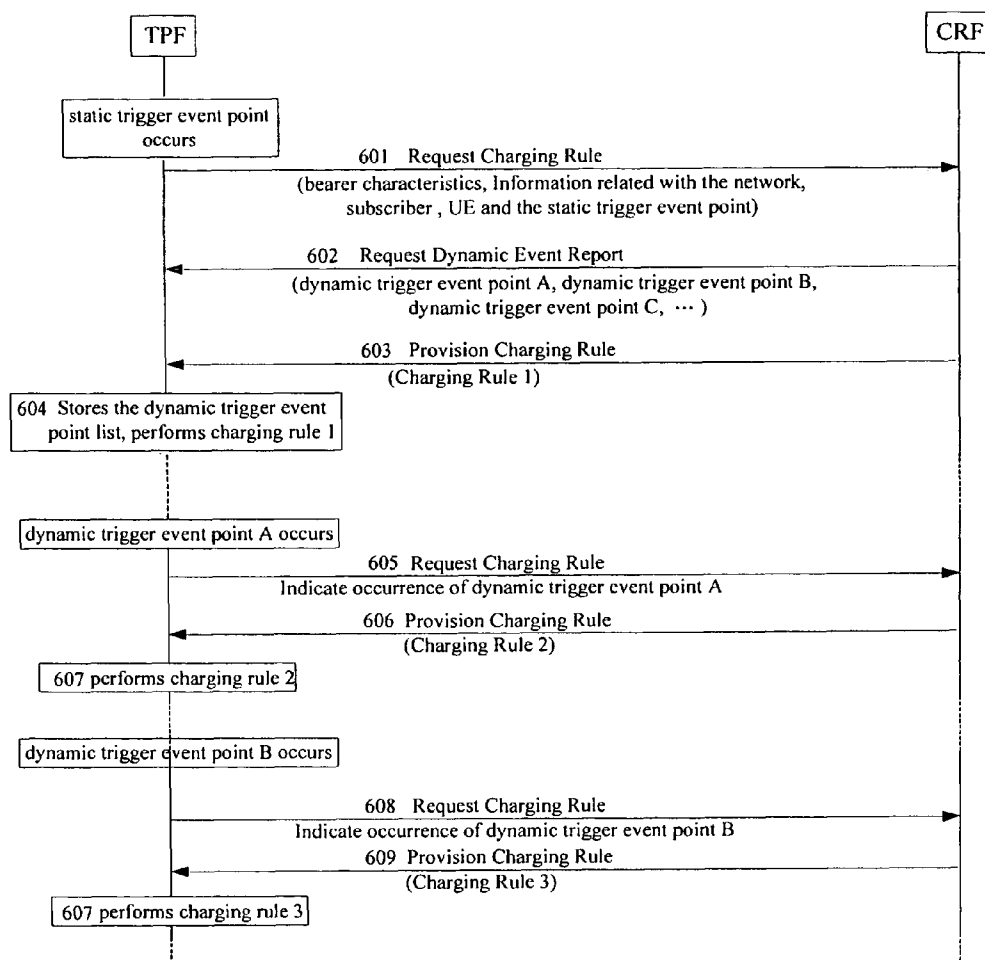 TPF
CRF
static trigger event point
occurs
601 Request Charging Rule
(bearer characteristics, Information related with the network,
subscriber , UE and the static trigger event point)
602 Request Dynamic Event Report
(dynamic trigger event point A, dynamic trigger event point B,
dynamic trigger event point C, ··· )
603 Provision Charging Rule
(Charging Rule 1)
604 Stores the dynamic trigger event
point list, performs charging rule 1
dynamic trigger event point A occurs
605 Request Charging Rule
Indicate occurrence of dynamic trigger event point A
606 Provision Charging Rule
(Charging Rule 2)
607 performs charging rule 2
dynamic trigger event point B occurs
608 Request Charging Rule
Indicate occurrence of dynamic trigger event point B
609 Provision Charging Rule
(Charging Rule 3)
607 performs charging rule 3